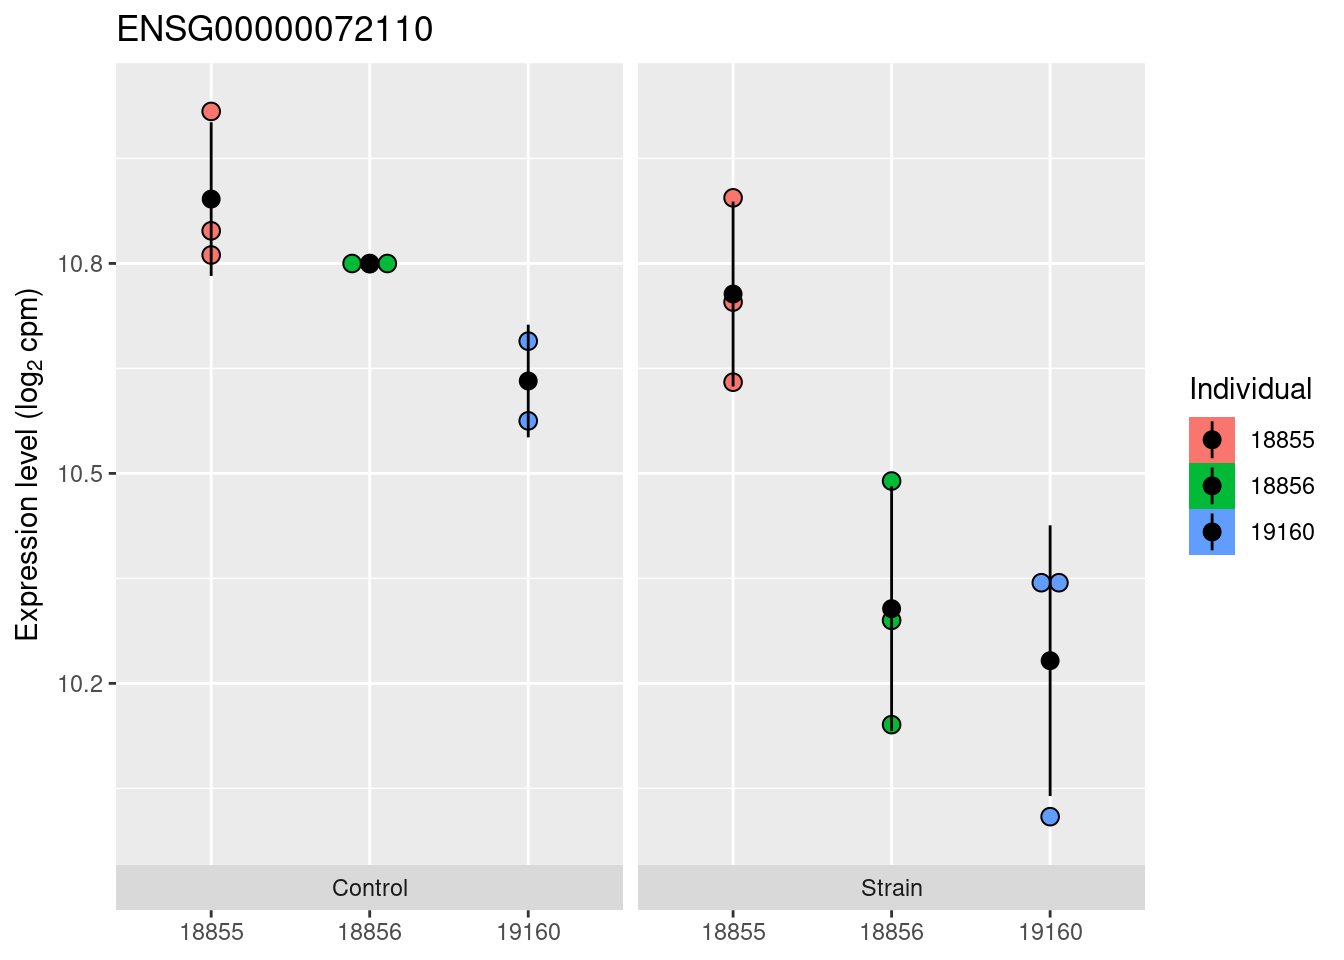 ENSG00000072110
Expression level (log₂ cpm)
10.8
10.5
10.2
Control
Strain
18855
18856
19160
18855
18856
19160
Individual
18855
18856
19160